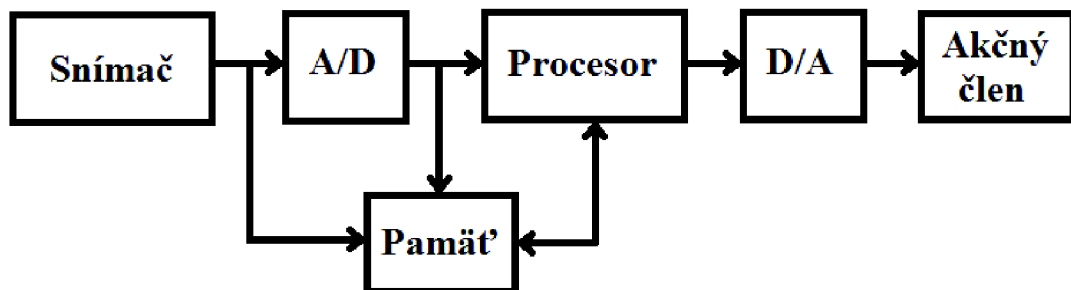 Snímač
A/D
Procesor
D/A
Akčný
člen
Pamäť